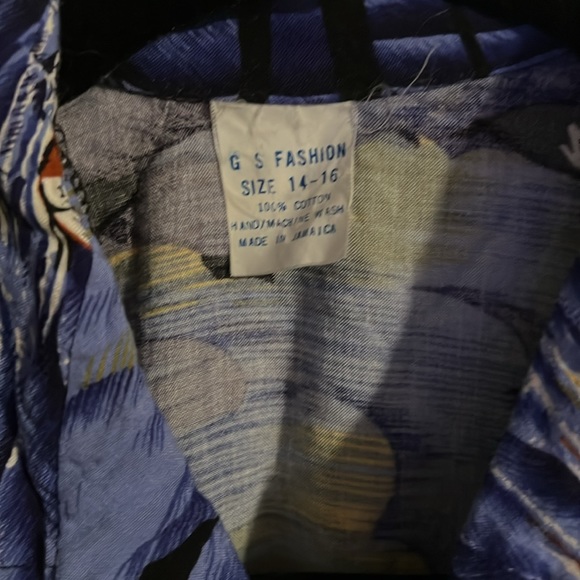 G S FASHION
SIZE 14-16
100% COTTON
HAND/MACHINE WASH
MADE IN JAMAICA